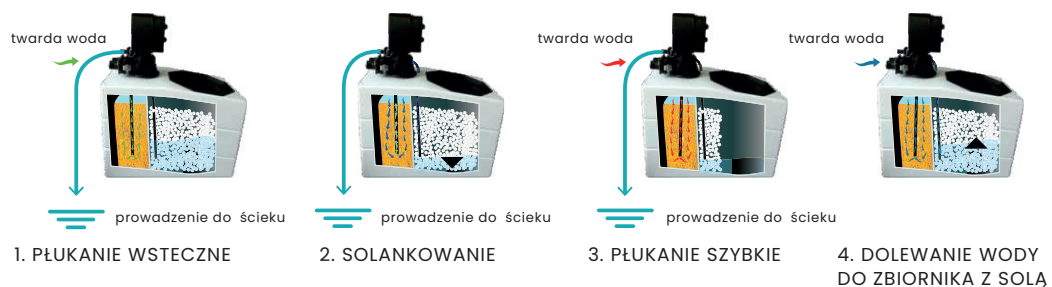 twarda woda
twarda woda
twarda woda
prowadzenie do ścieku
prowadzenie do ścieku
prowadzenie do ścieku
1. PŁUKANIE WSTECZNE
2. SOLANKOWANIE
3. PŁUKANIE SZYBKIE
4. DOLEWANIE WODY
DO ZBIORNIKA Z SOLĄ